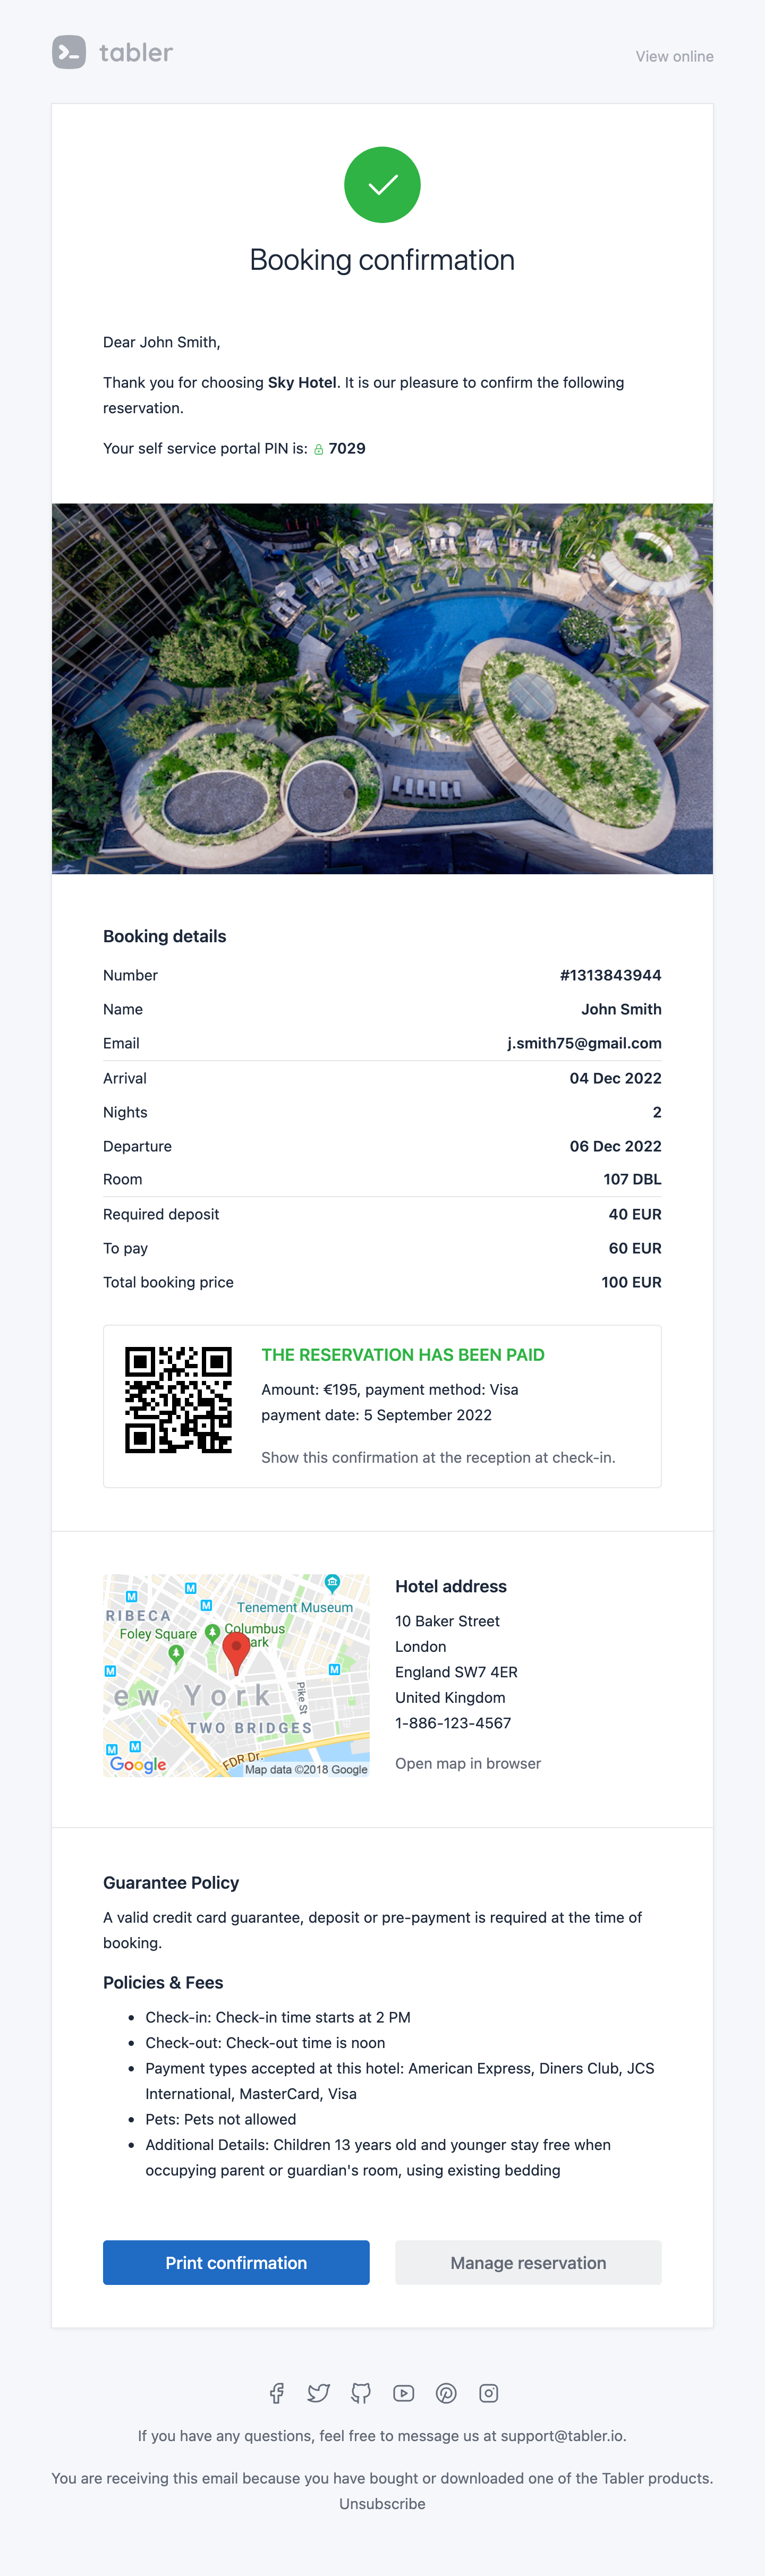 tabler
View online
Booking confirmation
Dear John Smith,
Thank you for choosing Sky Hotel. It is our pleasure to confirm the following
reservation.
Your self service portal PIN is: 7029
Booking details
Number #1313843944
Name John Smith
Email j.smith75@gmail.com
Arrival 04 Dec 2022
Nights 2
Departure 06 Dec 2022
Room 107 DBL
Required deposit 40 EUR
To pay 60 EUR
Total booking price 100 EUR
THE RESERVATION HAS BEEN PAID
Amount: €195, payment method: Visa
payment date: 5 September 2022
Show this confirmation at the reception at check-in.
M
M
M
Tenement Museum
RIBECA
Foley Square
Columbus
ark
M
M
ew York
Pike St
TWO BRIDGES
M
M
FDR Dr.
Google
Map data ©2018 Google
Hotel address
10 Baker Street
London
England SW7 4ER
United Kingdom
1-886-123-4567
Open map in browser
Guarantee Policy
A valid credit card guarantee, deposit or pre-payment is required at the time of
booking.
Policies & Fees
• Check-in: Check-in time starts at 2 PM
• Check-out: Check-out time is noon
• Payment types accepted at this hotel: American Express, Diners Club, JCS
International, MasterCard, Visa
• Pets: Pets not allowed
• Additional Details: Children 13 years old and younger stay free when
occupying parent or guardian's room, using existing bedding
Print confirmation
Manage reservation
If you have any questions, feel free to message us at support@tabler.io.
You are receiving this email because you have bought or downloaded one of the Tabler products.
Unsubscribe